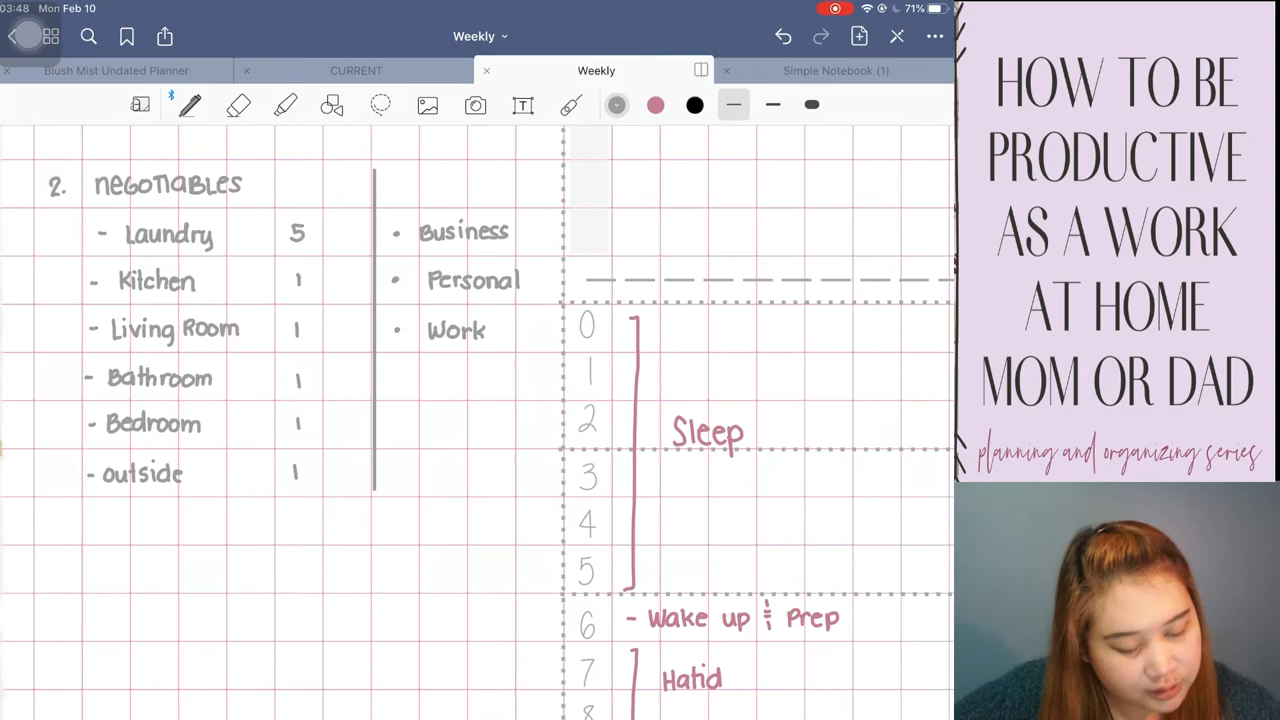 03:48 Mon Feb 10
71%
Weekly
Blush Mist Undated Planner
CURRENT
Weekly
Simple Notebook (1)
2. NEGOTIABLES
- Laundry 5
- Kitchen 1
- Living Room 1
- Bathroom 1
- Bedroom 1
- outside 1
• Business
• Personal
• Work
0
1
2
3
4
5
6
7
8
Sleep
- Wake up & Prep
Hatid
HOW TO BE
PRODUCTIVE
AS A WORK
AT HOME
MOM OR DAD
planning and organizing series